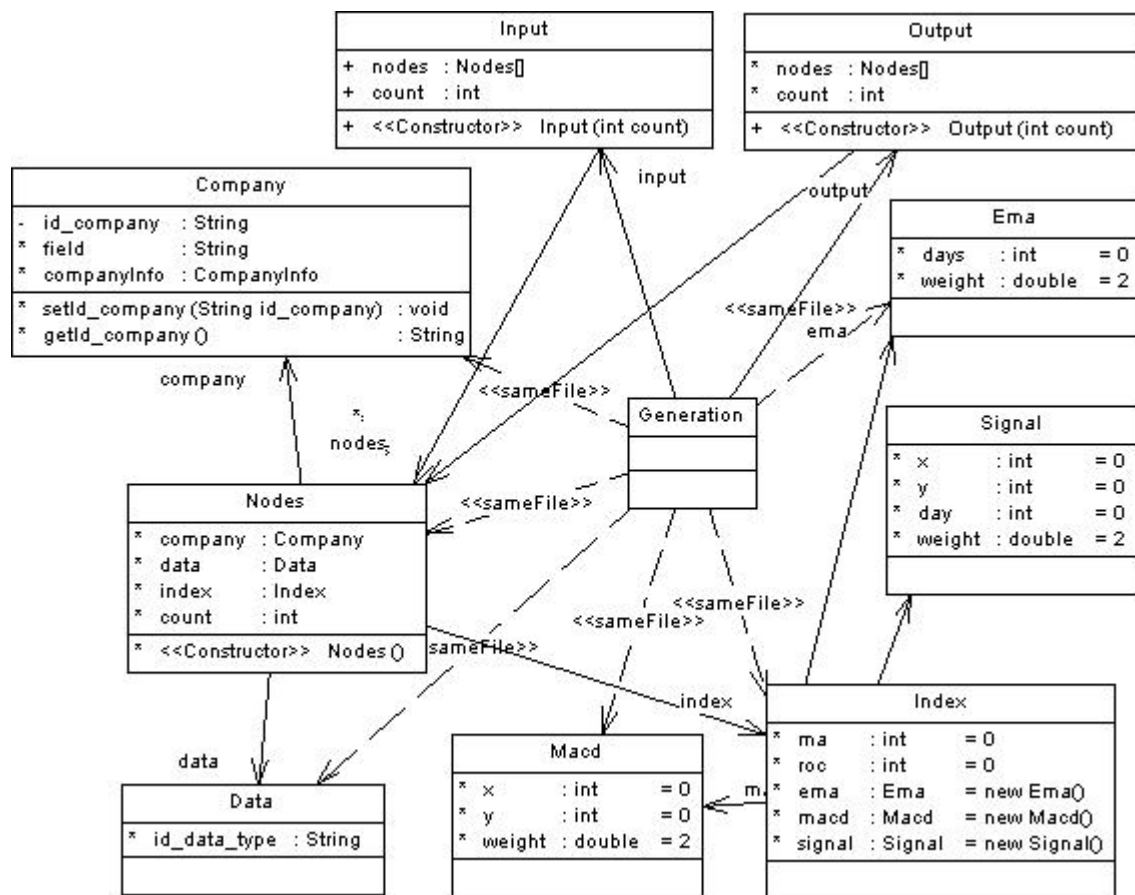 Input
+ nodes : Nodes[]
+ count : int
+ <<Constructor>> Input (int count)
Output
* nodes : Nodes[]
* count : int
+ <<Constructor>> Output (int count)
input
output
Company
- id_company : String
* field : String
* companyInfo : CompanyInfo
* setId_company (String id_company) : void
* getId_company () : String
Ema
* days : int = 0
* weight : double = 2
<<sameFile>>
ema
company
<<sameFile>>
*:
nodes;
Generation
Signal
* x : int = 0
* y : int = 0
* day : int = 0
* weight : double = 2
Nodes
* company : Company
* data : Data
* index : Index
* count : int
* <<Constructor>> Nodes ()
<<sameFile>>
<<sameFile>>
<<sameFile>>
sameFile>>
index
Index
* ma : int = 0
* roc : int = 0
* ema : Ema = new Ema()
* macd : Macd = new Macd()
* signal : Signal = new Signal()
Macd
* x : int = 0
* y : int = 0
* weight : double = 2
data
Data
* id_data_type : String